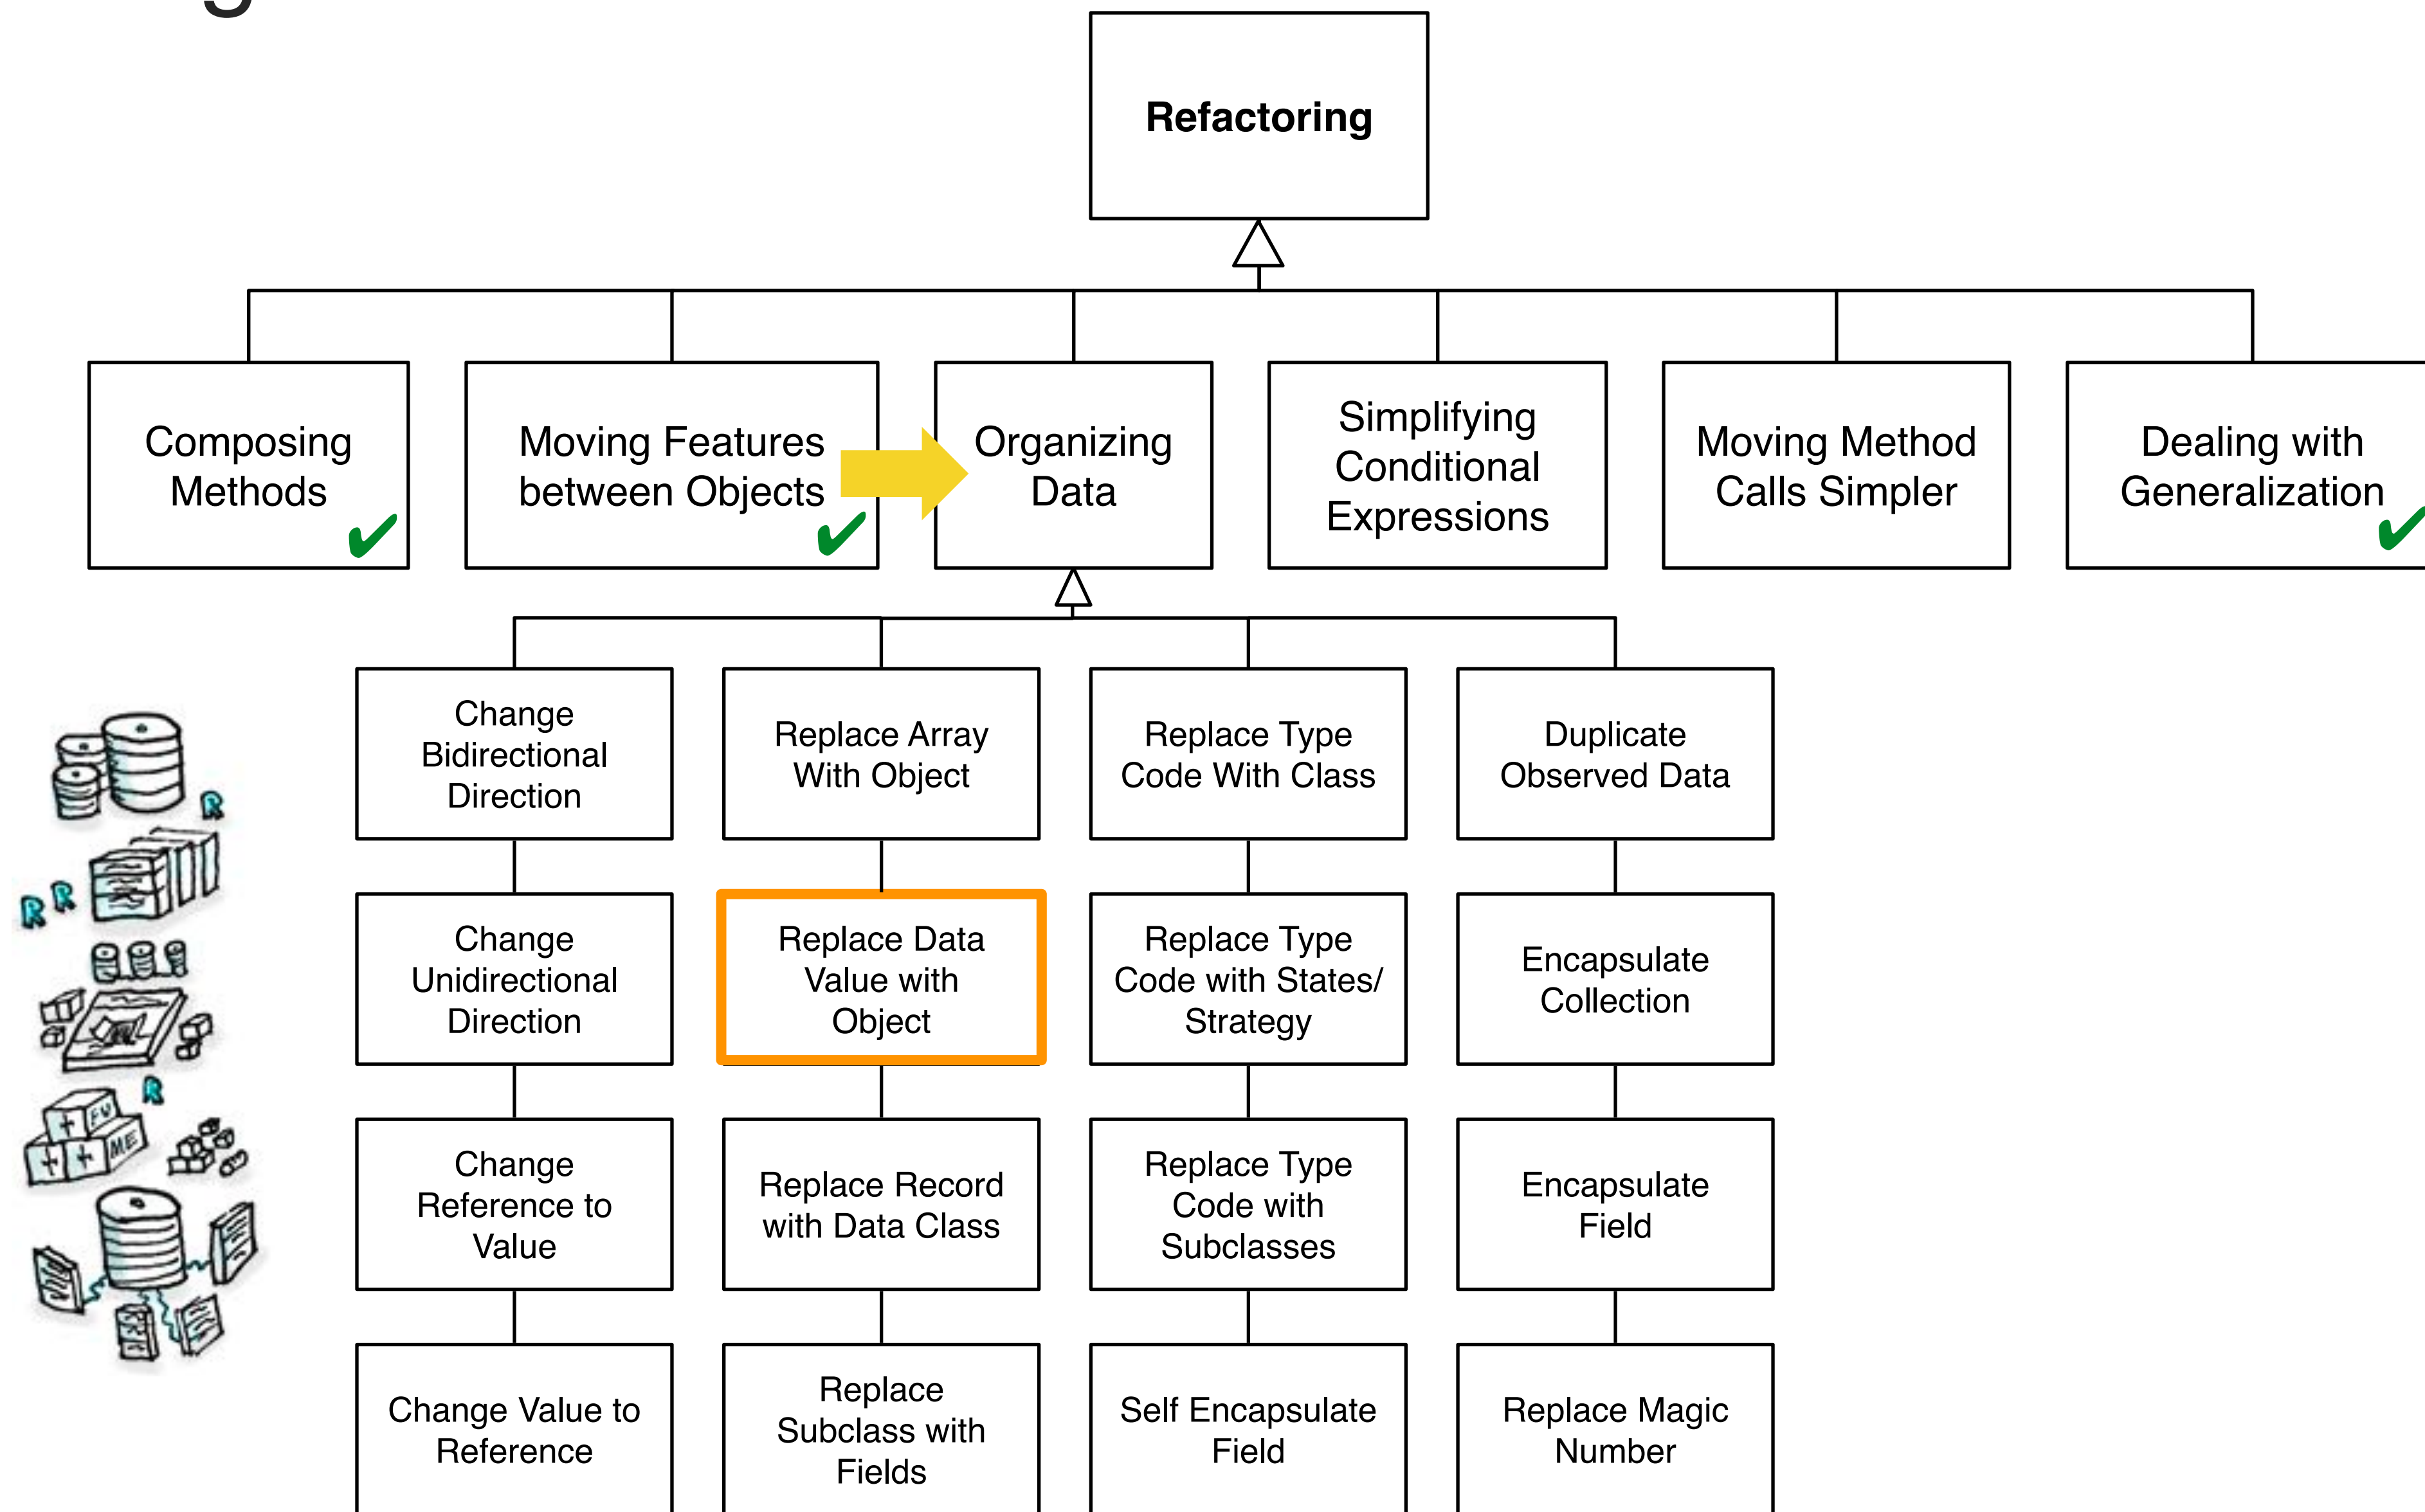 g
Refactoring
Composing
Methods
Moving Features
between Objects
Organizing
Data
Simplifying
Conditional
Expressions
Moving Method
Calls Simpler
Dealing with
Generalization
Change
Bidirectional
Direction
Replace Array
With Object
Replace Type
Code With Class
Duplicate
Observed Data
Change
Unidirectional
Direction
Replace Data
Value with
Object
Replace Type
Code with States/
Strategy
Encapsulate
Collection
Change
Reference to
Value
Replace Record
with Data Class
Replace Type
Code with
Subclasses
Encapsulate
Field
Change Value to
Reference
Replace
Subclass with
Fields
Self Encapsulate
Field
Replace Magic
Number
R
R R
R
FU
ME